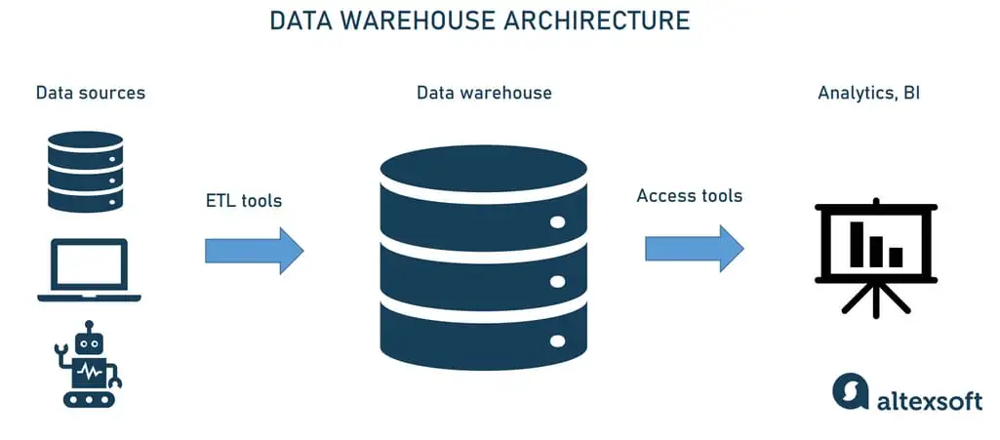 DATA WAREHOUSE ARCHIRECTURE
Data sources
Data warehouse
Analytics, BI
ETL tools
Access tools
altexsoft